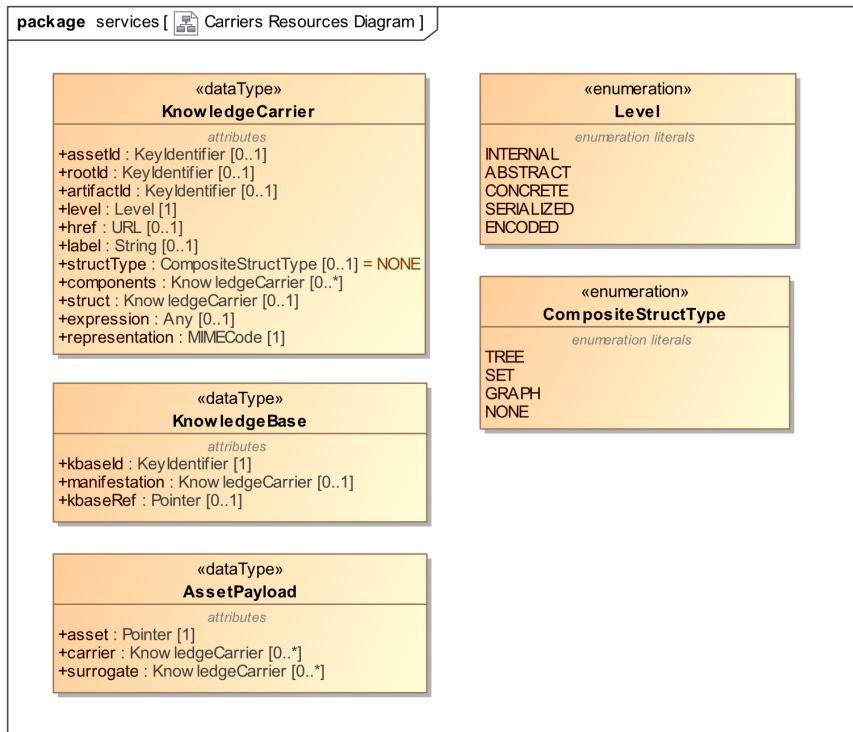 package services [ Carriers Resources Diagram ]
«dataType»
KnowledgeCarrier
attributes
+assetId : KeyIdentifier [0..1]
+rootId : KeyIdentifier [0..1]
+artifactId : KeyIdentifier [0..1]
+level : Level [1]
+href : URL [0..1]
+label : String [0..1]
+structType : CompositeStructType [0..1] = NONE
+components : KnowledgeCarrier [0..*]
+struct : KnowledgeCarrier [0..1]
+expression : Any [0..1]
+representation : MIMECode [1]
«enumeration»
Level
enumeration literals
INTERNAL
ABSTRACT
CONCRETE
SERIALIZED
ENCODED
«enumeration»
CompositeStructType
enumeration literals
TREE
SET
GRAPH
NONE
«dataType»
KnowledgeBase
attributes
+kbaseId : KeyIdentifier [1]
+manifestation : KnowledgeCarrier [0..1]
+kbaseRef : Pointer [0..1]
«dataType»
AssetPayload
attributes
+asset : Pointer [1]
+carrier : KnowledgeCarrier [0..*]
+surrogate : KnowledgeCarrier [0..*]